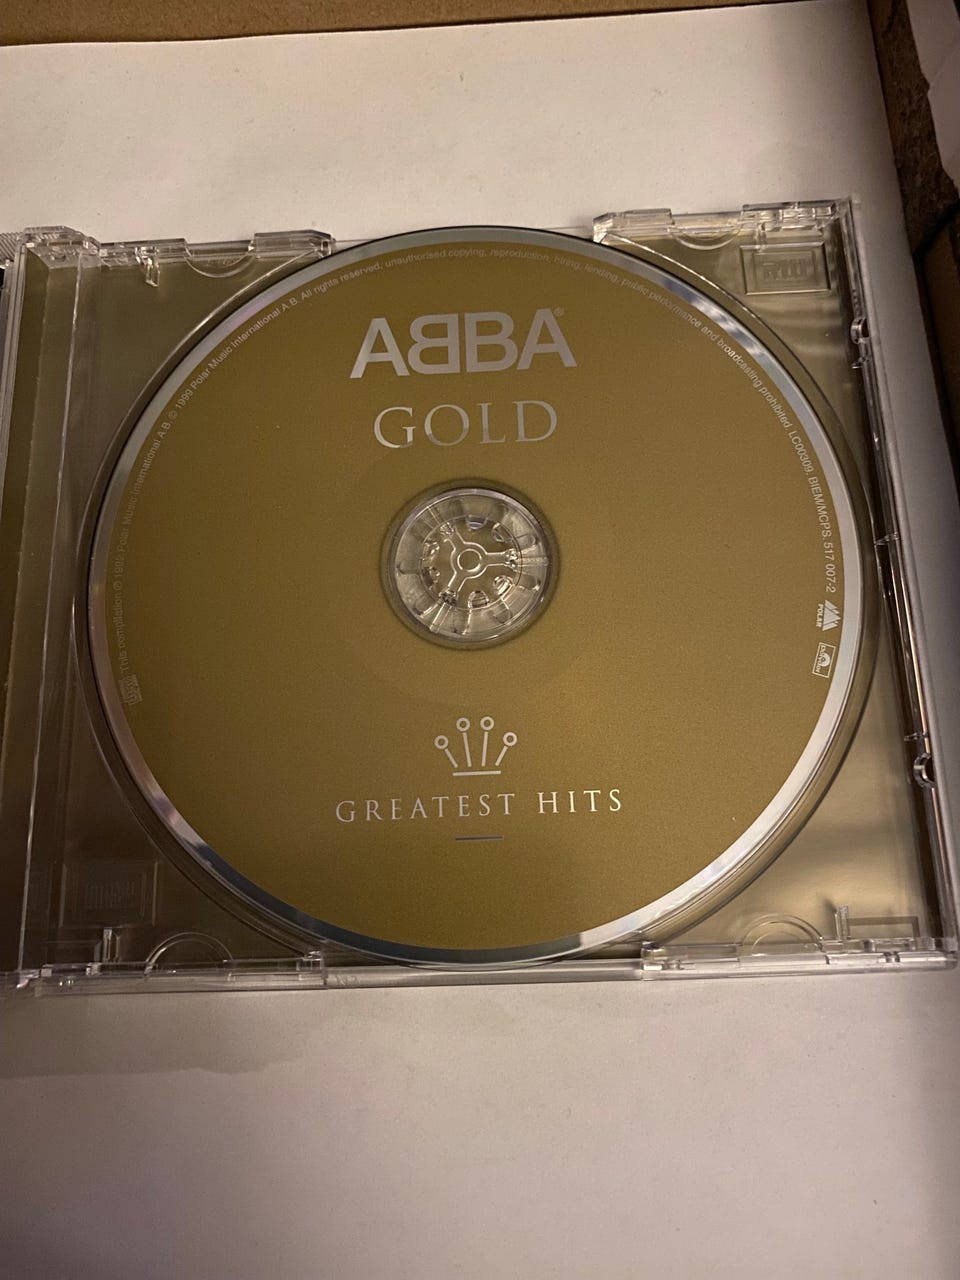 ABBA®
GOLD
GREATEST HITS
This compilation ℗ 1992 Polar Music International A.B. © 1999 Polar Music International A.B. All rights reserved, unauthorised copying, reproduction, hiring, lending, public performance and broadcasting prohibited. LC00309. BIEM/MCPS. 517 007-2
POLAR